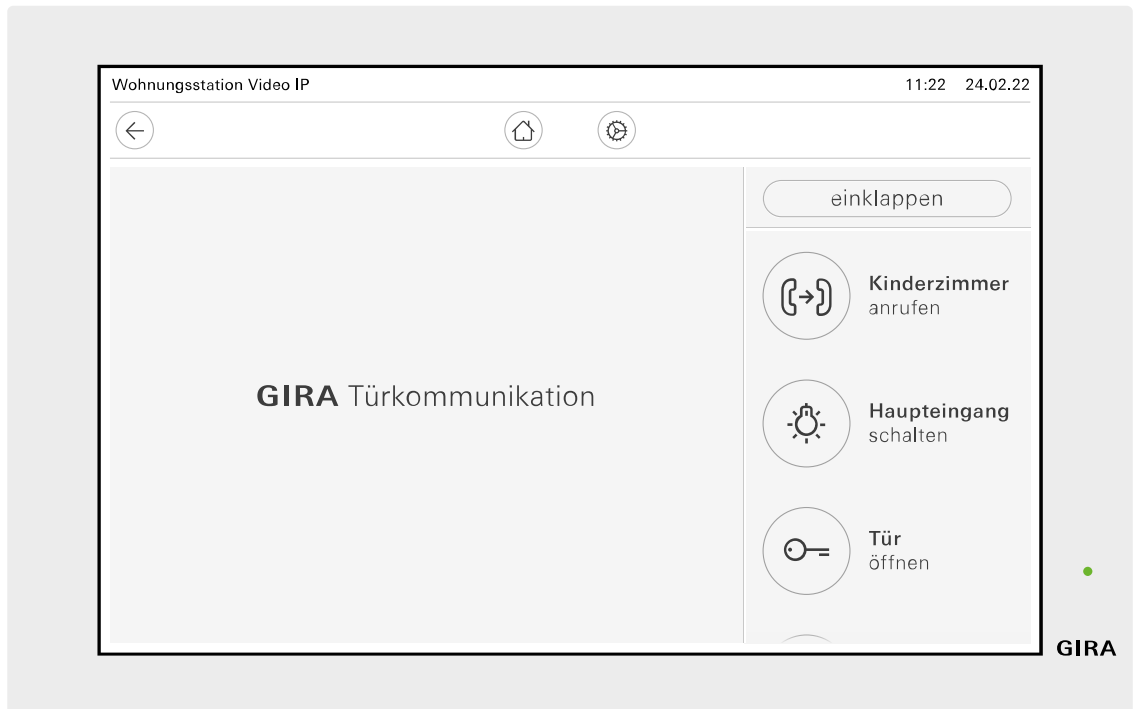 Wohnungsstation Video IP 11:22 24.02.22
einklappen
Kinderzimmer
anrufen
GIRA Türkommunikation
Haupteingang
schalten
Tür
öffnen
GIRA